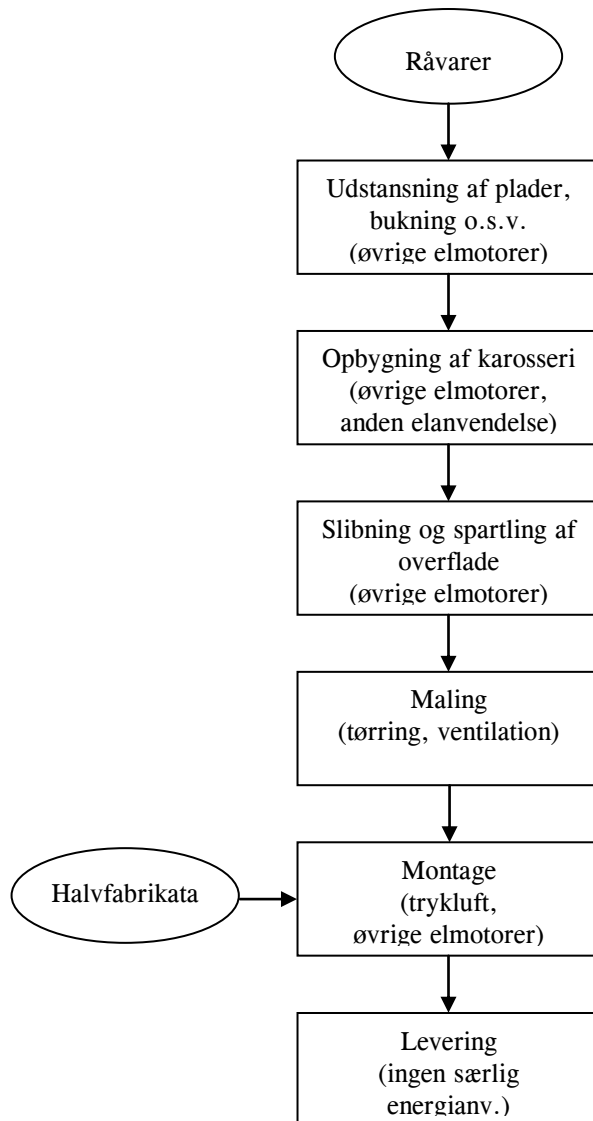 Råvarer
Udstansning af plader,
bukning o.s.v.
(øvrige elmotorer)
Opbygning af karosseri
(øvrige elmotorer,
anden elanvendelse)
Slibning og spartling af
overflade
(øvrige elmotorer)
Maling
(tørring, ventilation)
Halvfabrikata
Montage
(trykluft,
øvrige elmotorer)
Levering
(ingen særlig
energianv.)